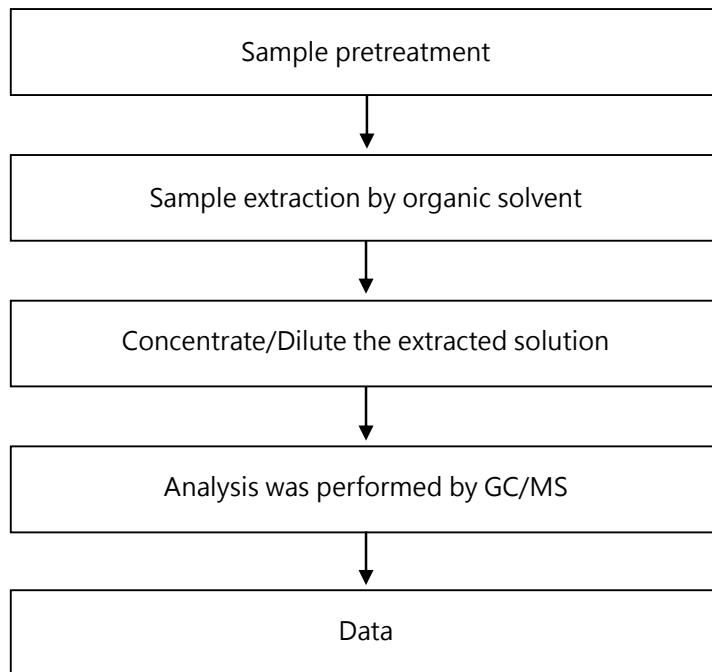 Sample pretreatment
Sample extraction by organic solvent
Concentrate/Dilute the extracted solution
Analysis was performed by GC/MS
Data